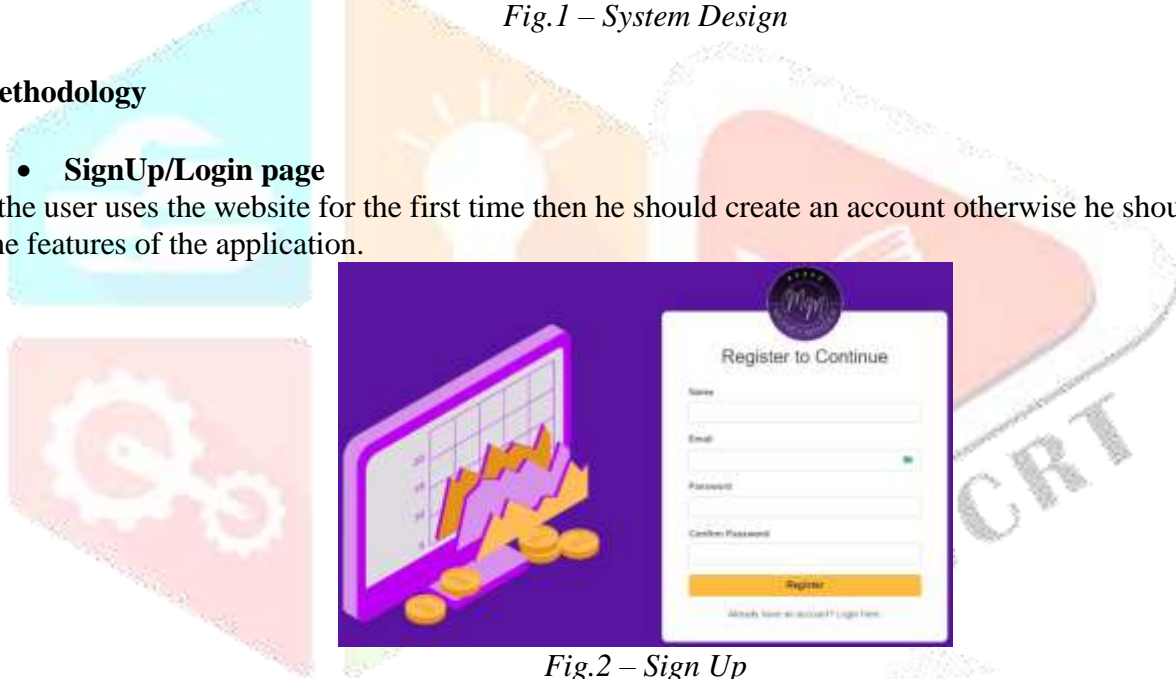 Fig.1 – System Design
ethodology
• SignUp/Login page
the user uses the website for the first time then he should create an account otherwise he shou
ne features of the application.
Register to Continue
Name
Email
Password
Confirm Password
Register
Already have an account? Login here
CRT
Fig.2 – Sign Up